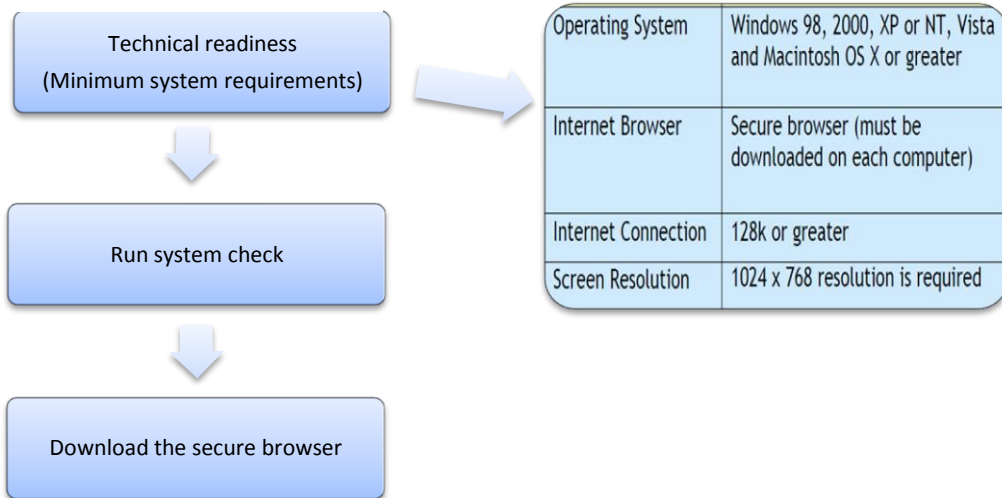 Technical readiness
(Minimum system requirements)
Run system check
Download the secure browser
Operating System
Windows 98, 2000, XP or NT, Vista
and Macintosh OS X or greater
Internet Browser
Secure browser (must be
downloaded on each computer)
Internet Connection
128k or greater
Screen Resolution
1024 x 768 resolution is required